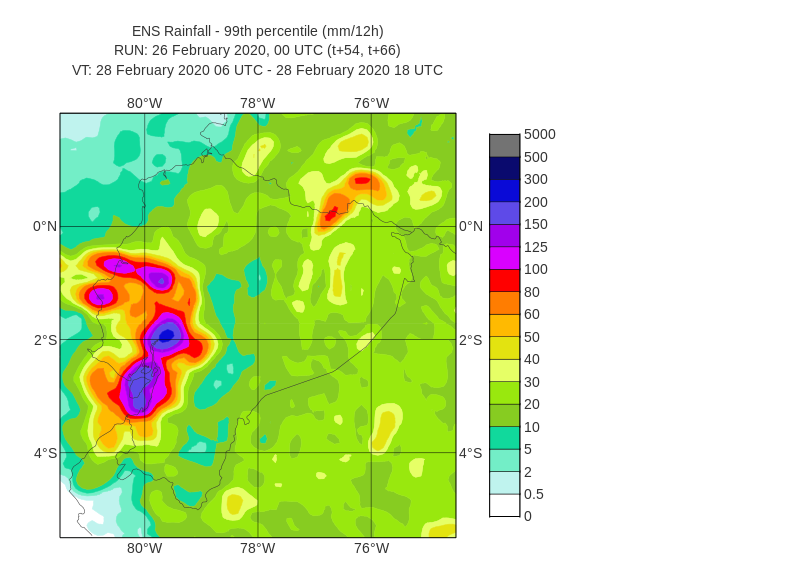 ENS Rainfall - 99th percentile (mm/12h)
RUN: 26 February 2020, 00 UTC (t+54, t+66)
VT: 28 February 2020 06 UTC - 28 February 2020 18 UTC
80°W 78°W 76°W
5000
500
300
200
150
125
100
80
60
50
40
30
20
10
5
2
0.5
0
0°N 0°N
2°S 2°S
4°S 4°S
80°W 78°W 76°W